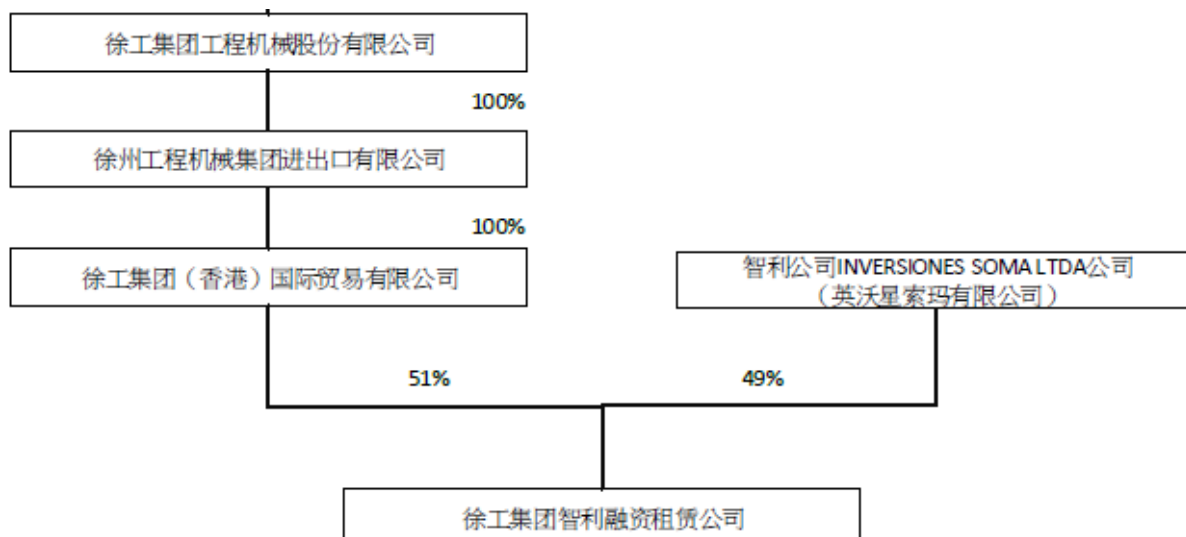 徐工集团工程机械股份有限公司
100%
徐州工程机械集团进出口有限公司
100%
徐工集团（香港）国际贸易有限公司
智利公司INVERSIONES SOMA LTDA公司
（英沃星索玛有限公司）
51%
49%
徐工集团智利融资租赁公司